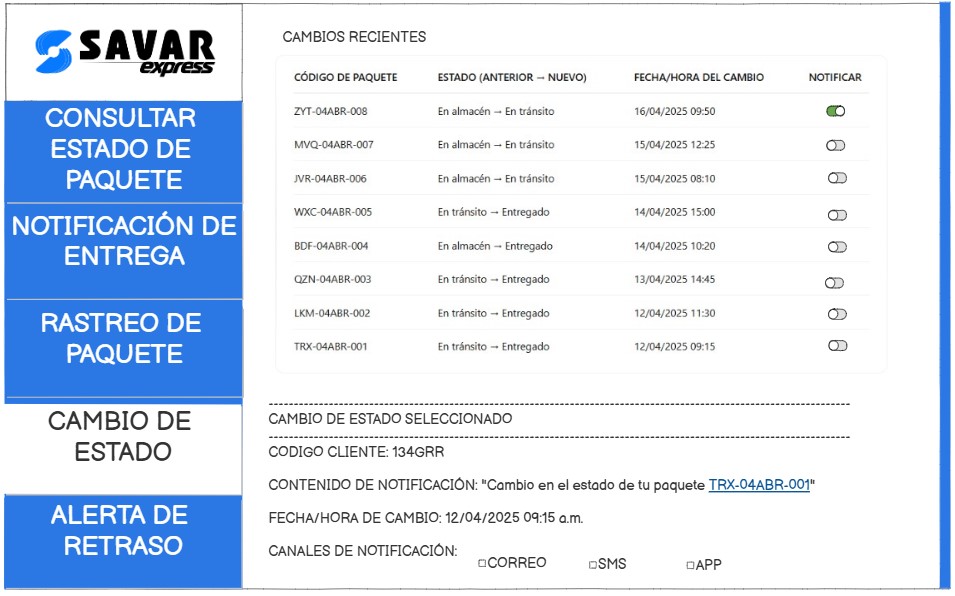 SAVAR
express
CONSULTAR
ESTADO DE
PAQUETE
NOTIFICACIÓN DE
ENTREGA
RASTREO DE
PAQUETE
CAMBIO DE
ESTADO
ALERTA DE
RETRASO
CAMBIOS RECIENTES
CÓDIGO DE PAQUETE ESTADO (ANTERIOR → NUEVO) FECHA/HORA DEL CAMBIO NOTIFICAR
ZYT-04ABR-008 En almacén → En tránsito 16/04/2025 09:50
MVQ-04ABR-007 En almacén → En tránsito 15/04/2025 12:25
JVR-04ABR-006 En almacén → En tránsito 15/04/2025 08:10
WXC-04ABR-005 En tránsito → Entregado 14/04/2025 15:00
BDF-04ABR-004 En almacén → Entregado 14/04/2025 10:20
QZN-04ABR-003 En tránsito → Entregado 13/04/2025 14:45
LKM-04ABR-002 En tránsito → Entregado 12/04/2025 11:30
TRX-04ABR-001 En tránsito → Entregado 12/04/2025 09:15
CAMBIO DE ESTADO SELECCIONADO
CODIGO CLIENTE: 134GRR
CONTENIDO DE NOTIFICACIÓN: "Cambio en el estado de tu paquete TRX-04ABR-001"
FECHA/HORA DE CAMBIO: 12/04/2025 09:15 a.m.
CANALES DE NOTIFICACIÓN:
□CORREO □SMS □APP